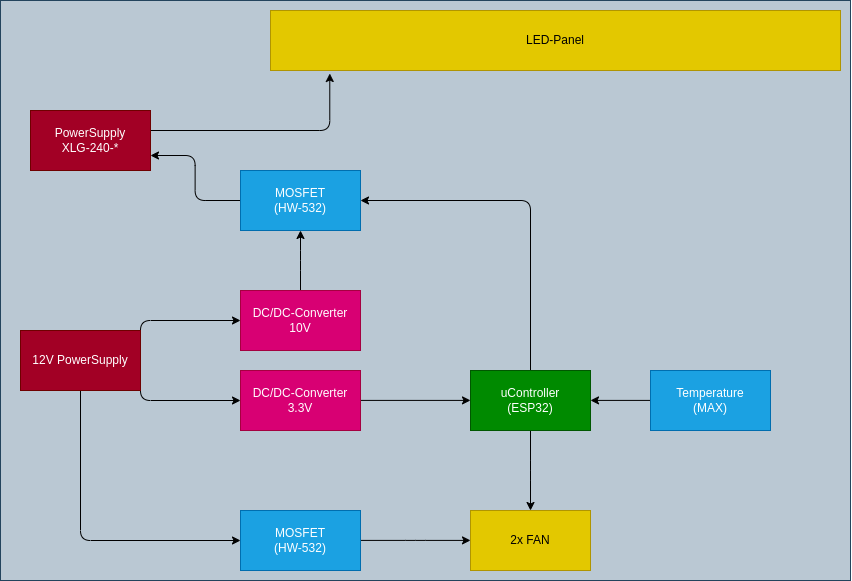 LED-Panel
PowerSupply
XLG-240-*
MOSFET
(HW-532)
DC/DC-Converter
10V
12V PowerSupply
DC/DC-Converter
3.3V
uController
(ESP32)
Temperature
(MAX)
MOSFET
(HW-532)
2x FAN